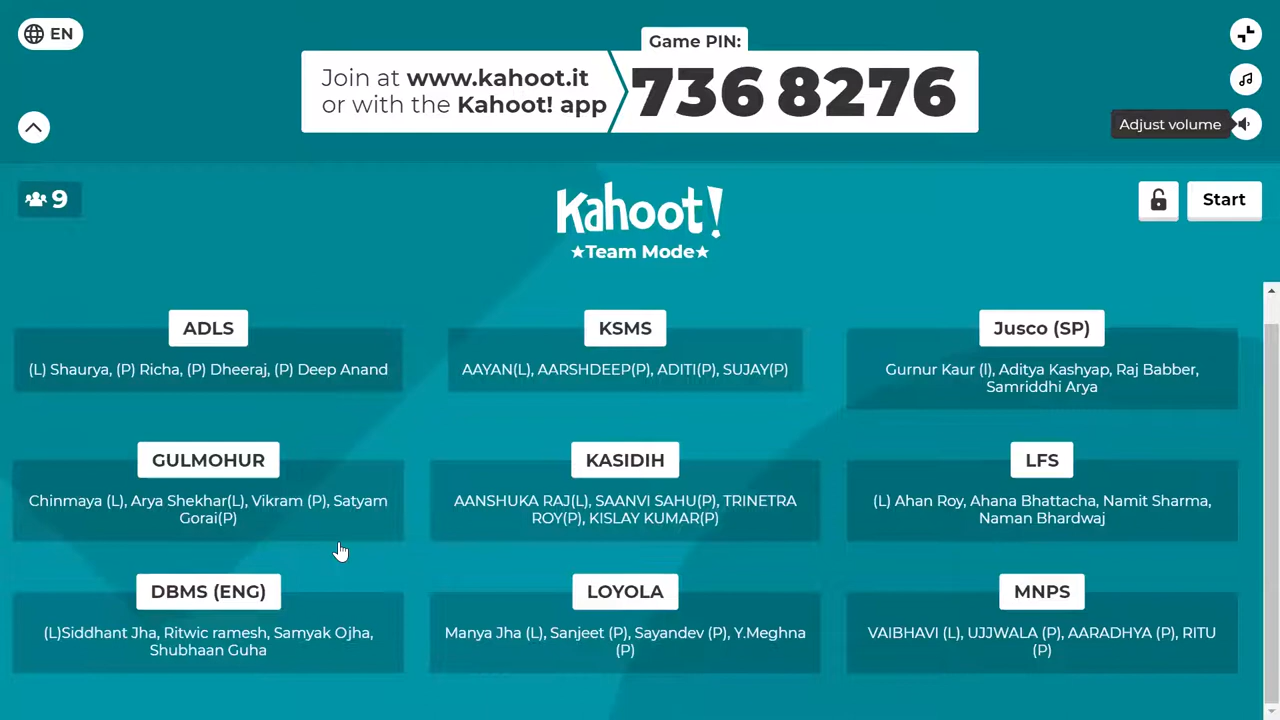 EN
Game PIN:
Join at www.kahoot.it
or with the Kahoot! app
736 8276
Adjust volume
9
Kahoot!
★Team Mode★
Start
ADLS
(L) Shaurya, (P) Richa, (P) Dheeraj, (P) Deep Anand
KSMS
AAYAN(L), AARSHDEEP(P), ADITI(P), SUJAY(P)
Jusco (SP)
Gurnur Kaur (l), Aditya Kashyap, Raj Babber,
Samriddhi Arya
GULMOHUR
Chinmaya (L), Arya Shekhar(L), Vikram (P), Satyam
Gorai(P)
KASIDIH
AANSHUKA RAJ(L), SAANVI SAHU(P), TRINETRA
ROY(P), KISLAY KUMAR(P)
LFS
(L) Ahan Roy, Ahana Bhattacha, Namit Sharma,
Naman Bhardwaj
DBMS (ENG)
(L)Siddhant Jha, Ritwic ramesh, Samyak Ojha,
Shubhaan Guha
LOYOLA
Manya Jha (L), Sanjeet (P), Sayandev (P), Y.Meghna
(P)
MNPS
VAIBHAVI (L), UJJWALA (P), AARADHYA (P), RITU
(P)